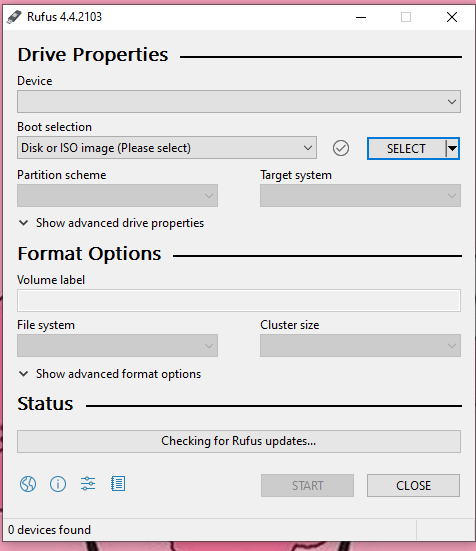 Rufus 4.4.2103
Drive Properties
Device
Boot selection
Disk or ISO image (Please select)
SELECT
Partition scheme
Target system
Show advanced drive properties
Format Options
Volume label
File system
Cluster size
Show advanced format options
Status
Checking for Rufus updates...
START
CLOSE
0 devices found